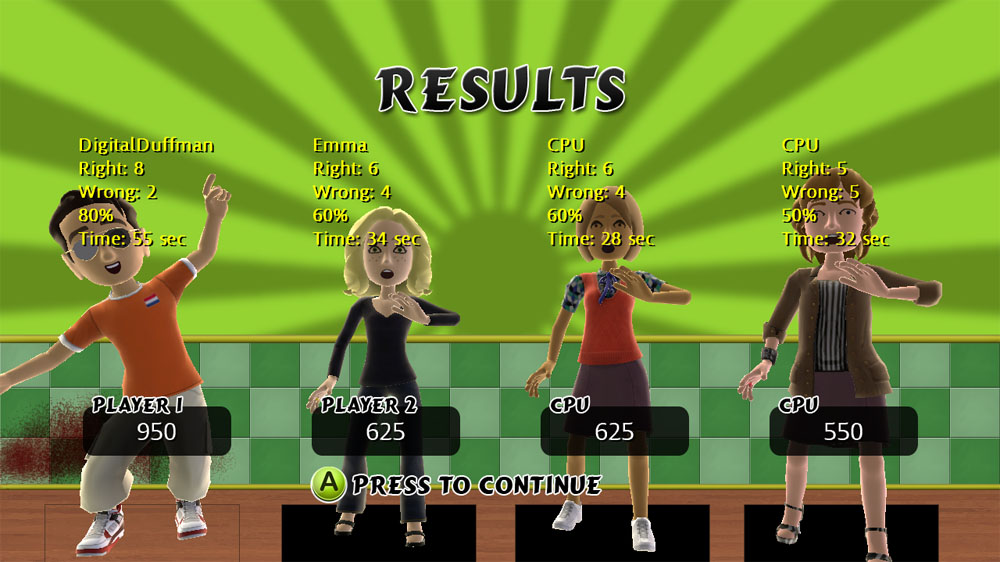 RESULTS
DigitalDuffman
Right: 8
Wrong: 2
80%
Time: 55 sec
Emma
Right: 6
Wrong: 4
60%
Time: 34 sec
CPU
Right: 6
Wrong: 4
60%
Time: 28 sec
CPU
Right: 5
Wrong: 5
50%
Time: 32 sec
PLAYER 1
950
PLAYER 2
625
CPU
625
CPU
550
A PRESS TO CONTINUE